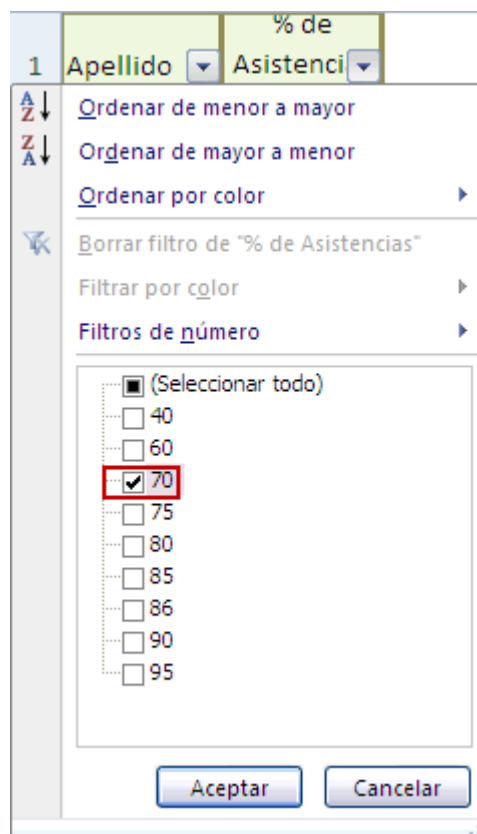 % de
1 Apellido Asistenci
A Z Ordenar de menor a mayor
Z A Ordenar de mayor a menor
Ordenar por color
Borrar filtro de "% de Asistencias"
Filtrar por color
Filtros de número
(Seleccionar todo)
40
60
70
75
80
85
86
90
95
Aceptar Cancelar